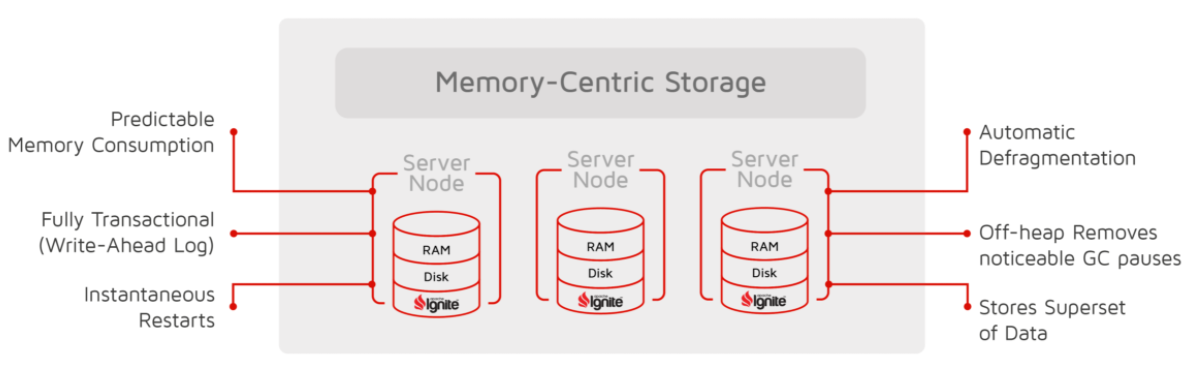 Memory-Centric Storage
Predictable
Memory Consumption
Fully Transactional
(Write-Ahead Log)
Instantaneous
Restarts
Server
Node
RAM
Disk
Ignite
Server
Node
RAM
Disk
Ignite
Server
Node
RAM
Disk
Ignite
Automatic
Defragmentation
Off-heap Removes
noticeable GC pauses
Stores Superset
of Data